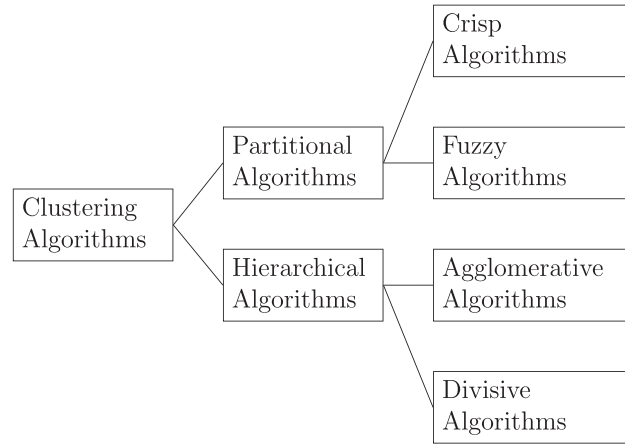 Clustering
Algorithms
Partitional
Algorithms
Hierarchical
Algorithms
Crisp
Algorithms
Fuzzy
Algorithms
Agglomerative
Algorithms
Divisive
Algorithms